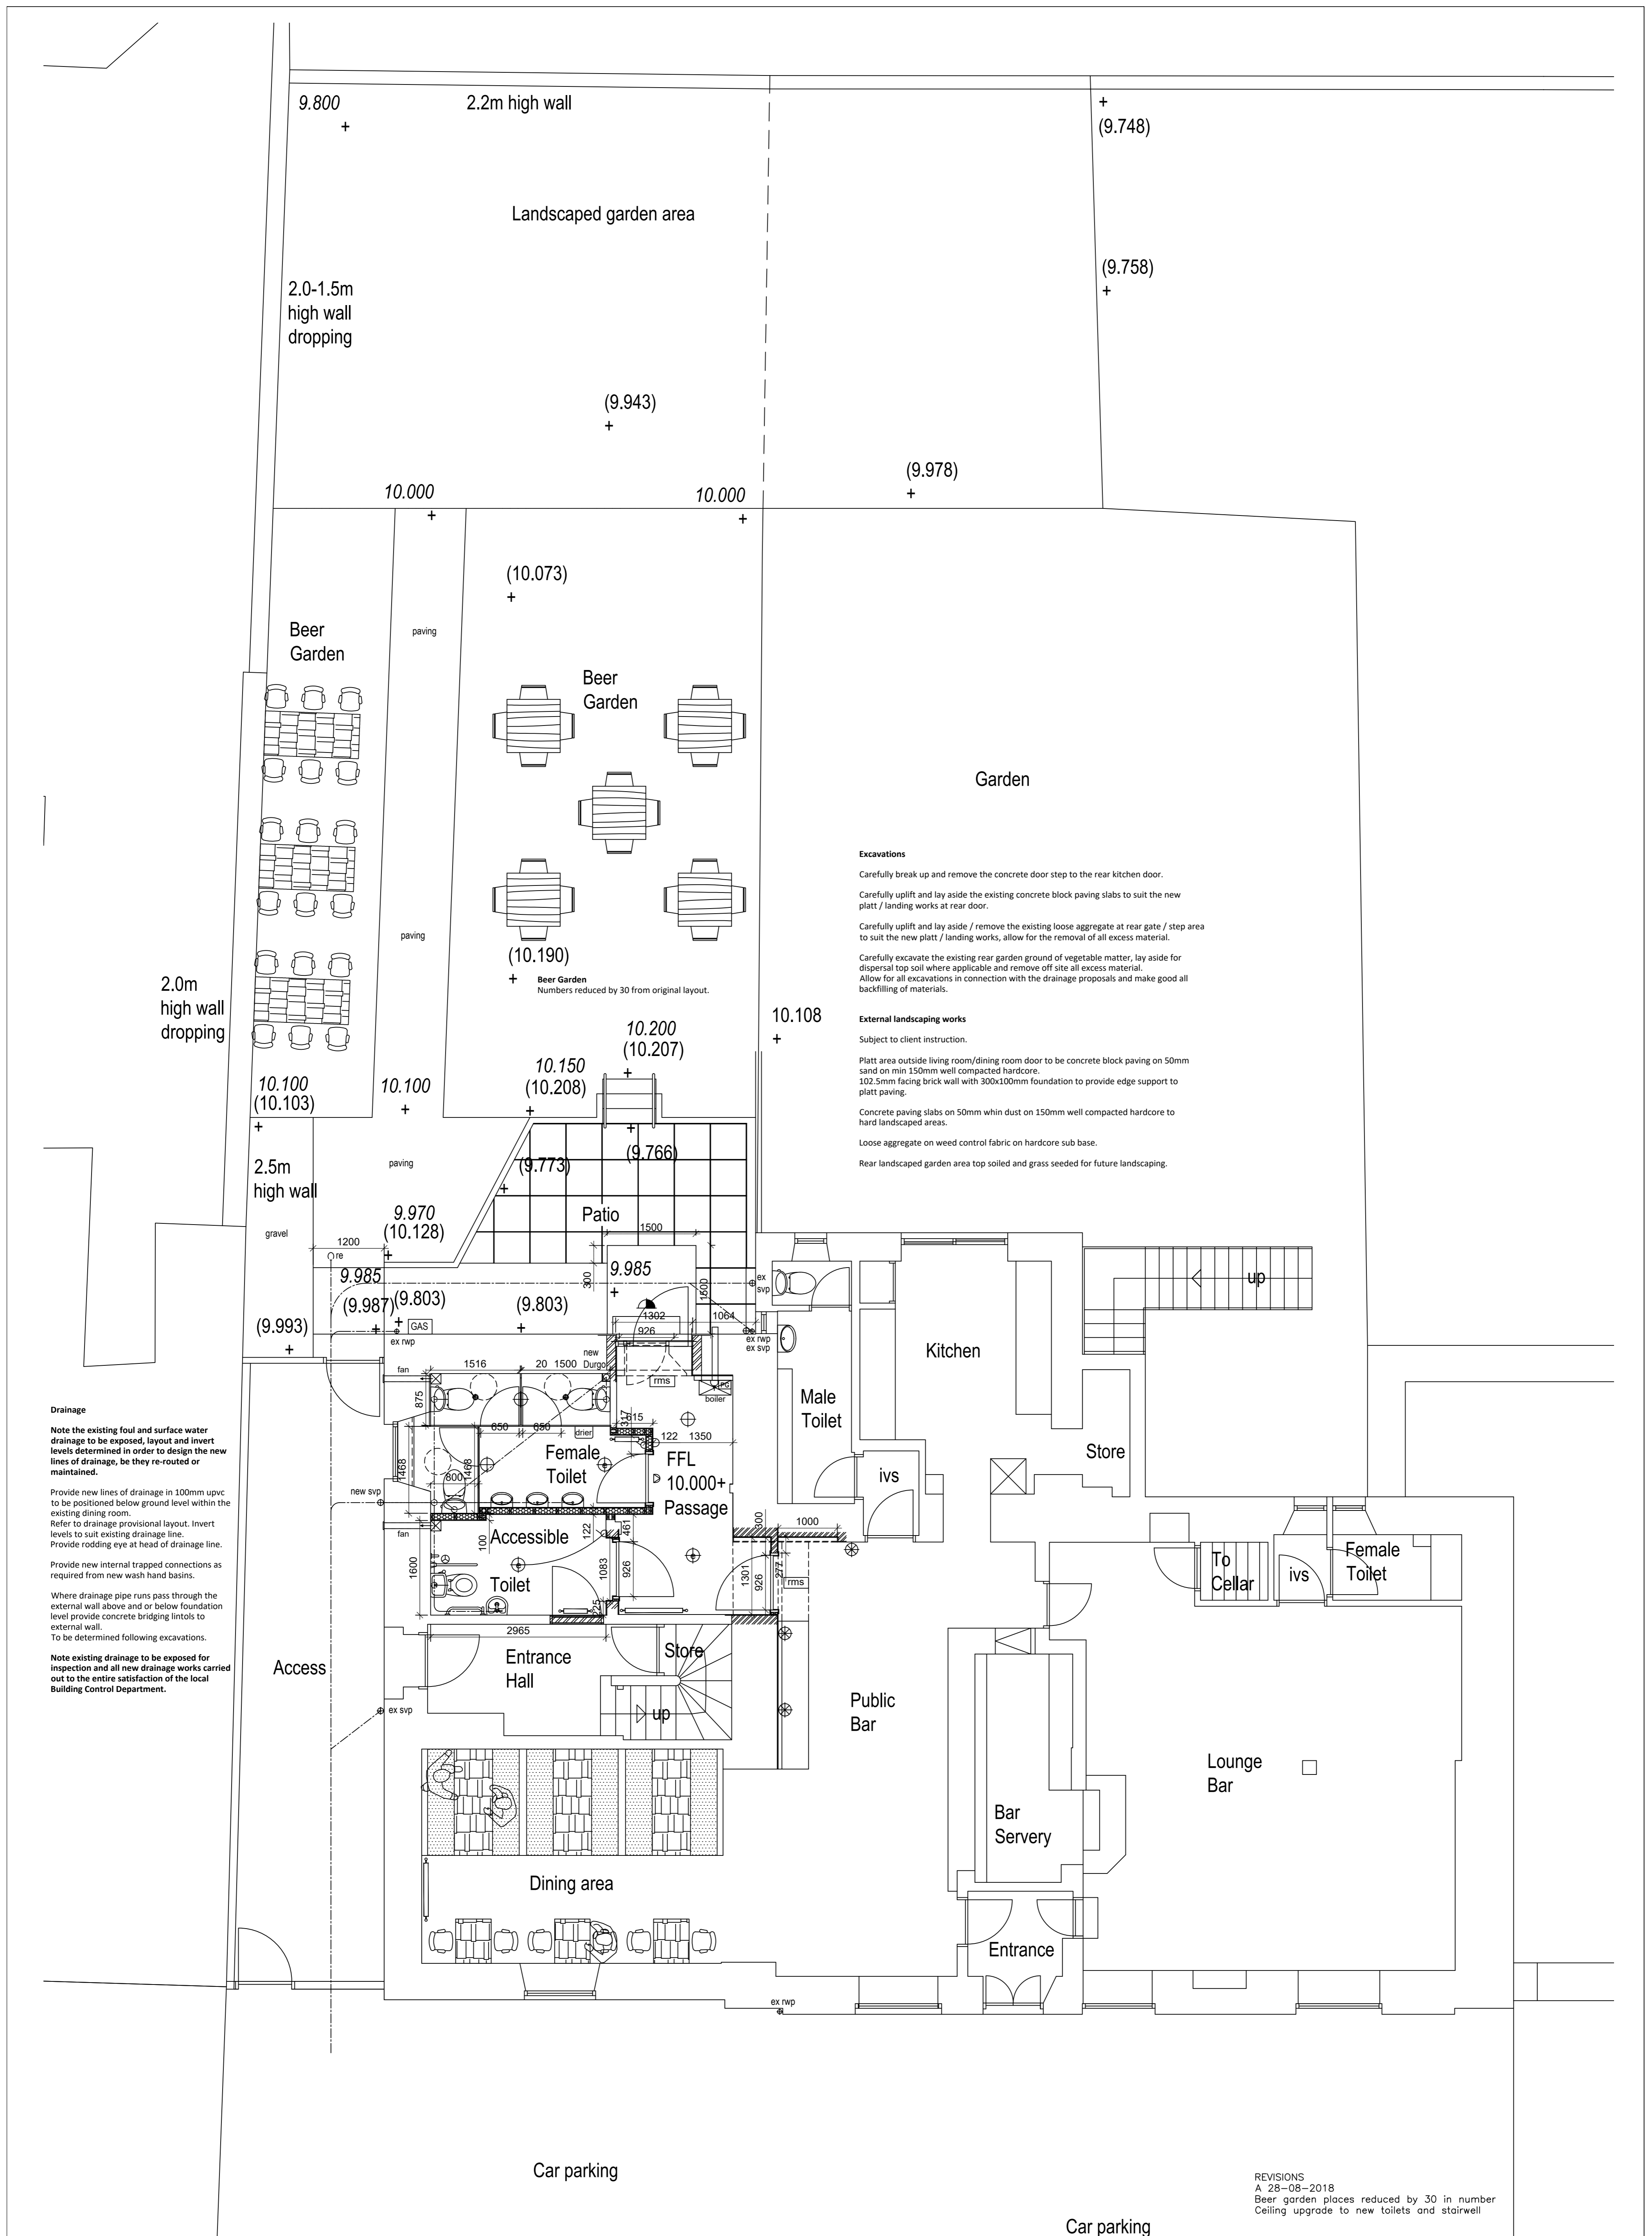 9.800
2.2m high wall
(9.748)
Landscaped garden area
(9.758)
2.0-1.5m
high wall
dropping
(9.943)
(9.978)
10.000
10.000
(10.073)
Beer
Garden
paving
Beer
Garden
Garden
Excavations
Carefully break up and remove the concrete door step to the rear kitchen door.
Carefully uplift and lay aside the existing concrete block paving slabs to suit the new
platt / landing works at rear door.
Carefully uplift and lay aside / remove the existing loose aggregate at rear gate / step area
to suit the new platt / landing works, allow for the removal of all excess material.
Carefully excavate the existing rear garden ground of vegetable matter, lay aside for
dispersal top soil where applicable and remove off site all excess material.
Allow for all excavations in connection with the drainage proposals and make good all
backfilling of materials.
External landscaping works
Subject to client instruction.
Platt area outside living room/dining room door to be concrete block paving on 50mm
sand on min 150mm well compacted hardcore.
102.5mm facing brick wall with 300x100mm foundation to provide edge support to
platt paving.
Concrete paving slabs on 50mm whin dust on 150mm well compacted hardcore to
hard landscaped areas.
Loose aggregate on weed control fabric on hardcore sub base.
Rear landscaped garden area top soiled and grass seeded for future landscaping.
paving
(10.190)
Beer Garden
Numbers reduced by 30 from original layout.
2.0m
high wall
dropping
10.108
10.200
(10.207)
10.150
(10.208)
10.100
(10.103)
10.100
2.5m
high wall
paving
(9.773)
(9.766)
gravel
9.970
(10.128)
Patio
1500
1200
re
9.985
300
9.985
1500
ex
svp
up
(9.987)
(9.803)
(9.803)
(9.993)
GAS
ex rwp
1302
1064
926
ex rwp
ex svp
Kitchen
fan
1516
20
1500
new
Durgo
rms
FG
boiler
875
650
650
drier
317
615
122
1350
Male
Toilet
Store
ivs
Female
Toilet
FFL
10.000+
Passage
1468
1468
800
new svp
fan
Accessible
Toilet
100
122
461
1083
926
1600
225
300
1000
1301
926
277
rms
2965
To
Cellar
ivs
Female
Toilet
Drainage
Note the existing foul and surface water
drainage to be exposed, layout and invert
levels determined in order to design the new
lines of drainage, be they re-routed or
maintained.
Provide new lines of drainage in 100mm upvc
to be positioned below ground level within the
existing dining room.
Refer to drainage provisional layout. Invert
levels to suit existing drainage line.
Provide rodding eye at head of drainage line.
Provide new internal trapped connections as
required from new wash hand basins.
Where drainage pipe runs pass through the
external wall above and or below foundation
level provide concrete bridging lintols to
external wall.
To be determined following excavations.
Note existing drainage to be exposed for
inspection and all new drainage works carried
out to the entire satisfaction of the local
Building Control Department.
Access
Entrance
Hall
Store
up
ex svp
Public
Bar
Lounge
Bar
Bar
Servery
Dining area
Entrance
ex rwp
Car parking
REVISIONS
A 28-08-2018
Beer garden places reduced by 30 in number
Ceiling upgrade to new toilets and stairwell
Car parking